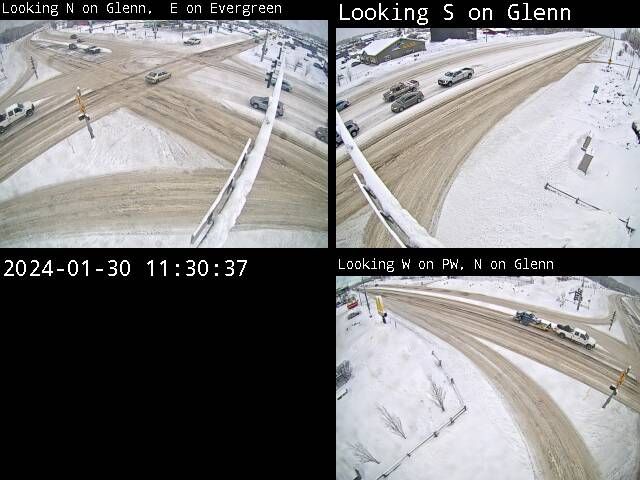 Looking N on Glenn,  E on Evergreen
Looking S on Glenn
2024-01-30 11:30:37
Looking W on PW, N on Glenn